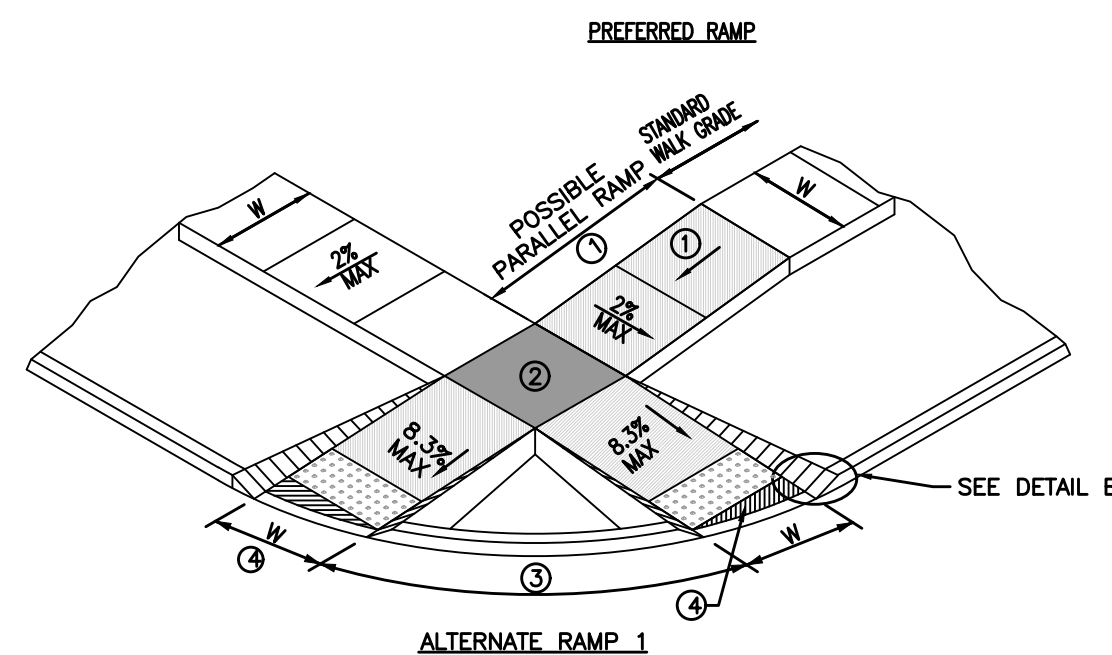 PREFERRED RAMP
STANDARD
WALK GRADE
POSSIBLE
PARALLEL RAMP
1
W
W
1
2%
MAX
2%
MAX
2
8.3%
MAX
8.3%
MAX
SEE DETAIL
W
4
W
3
4
ALTERNATE RAMP 1